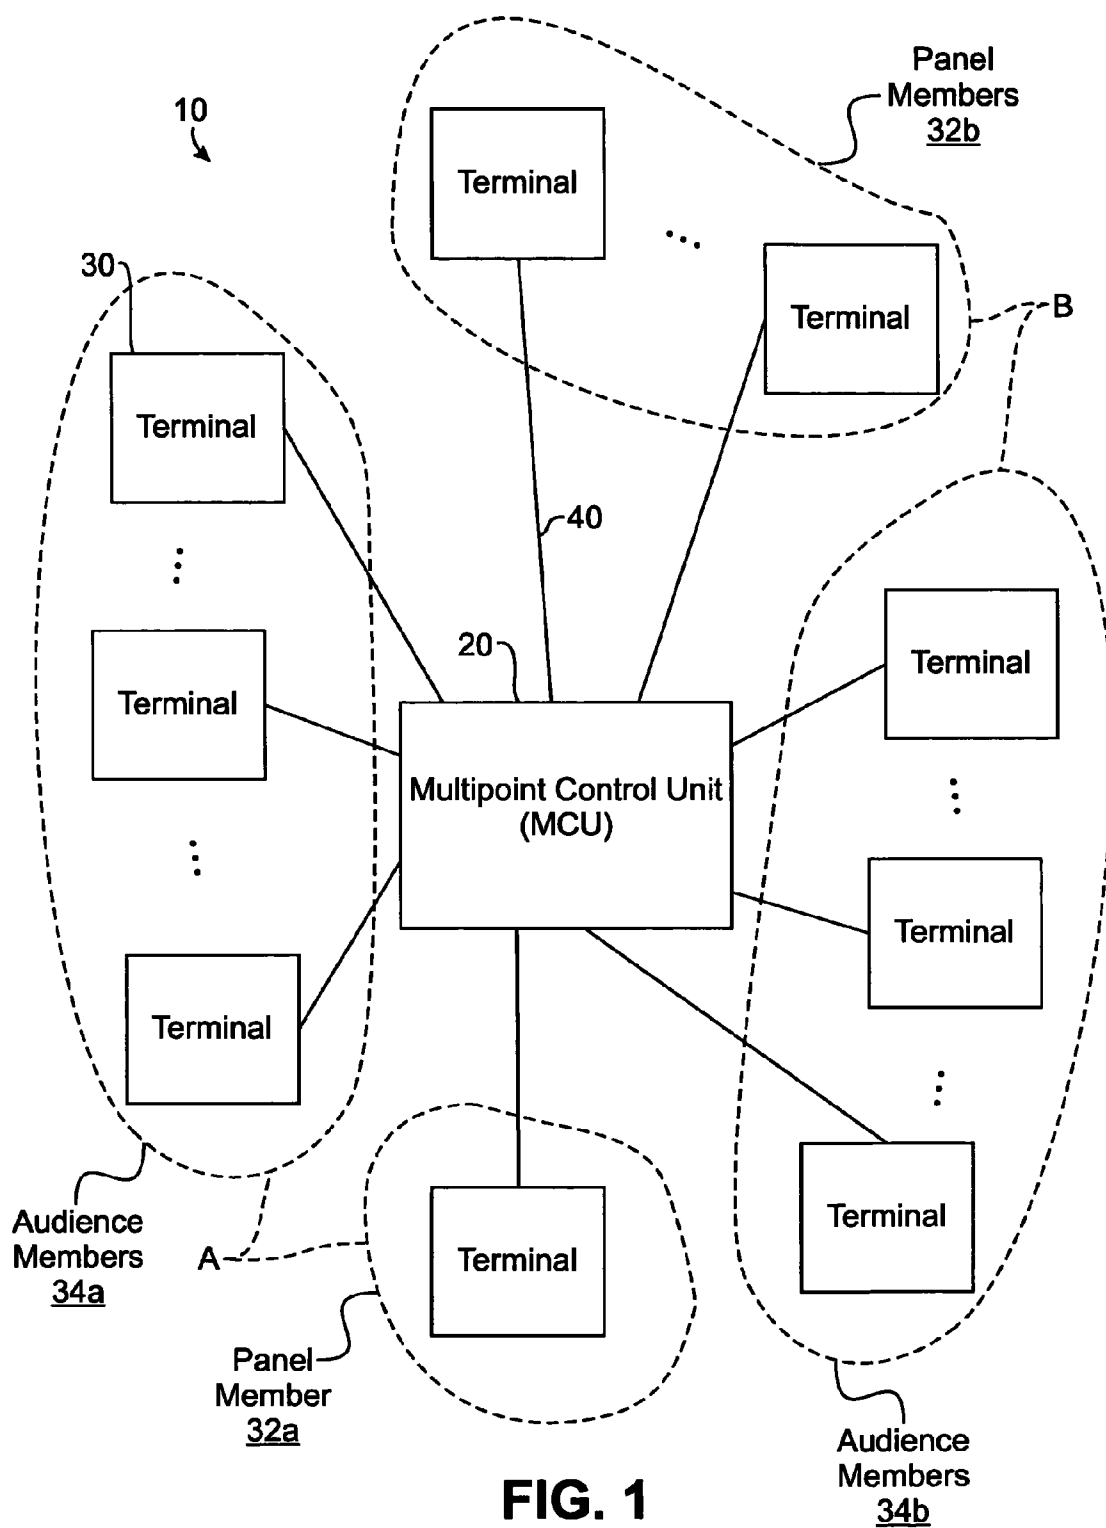 Panel
Members
32b
10
Terminal
30
Terminal
B
Terminal
40
20
Terminal
Terminal
Multipoint Control Unit
(MCU)
Terminal
Terminal
Terminal
Audience
Members
34a
A
Terminal
Terminal
Panel
Member
32a
Audience
Members
34b
FIG. 1